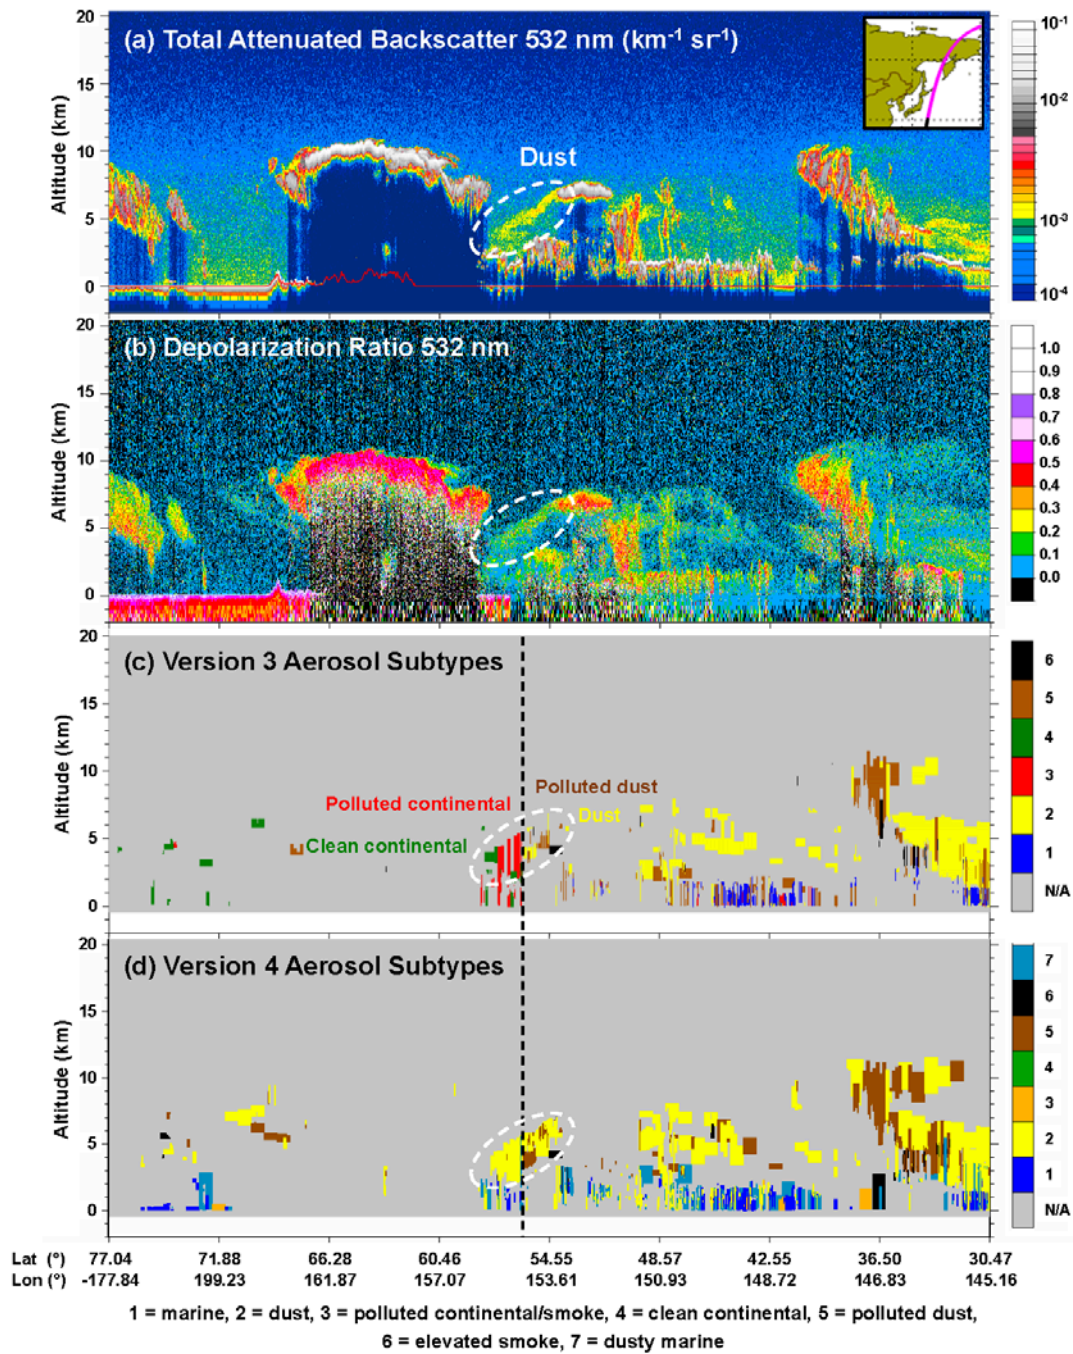 (a) Total Attenuated Backscatter 532 nm (km⁻¹ sr⁻¹)
Altitude (km)
20
15
10
5
0
Dust
10⁻¹
10⁻²
10⁻³
10⁻⁴
(b) Depolarization Ratio 532 nm
Altitude (km)
20
15
10
5
0
1.0
0.9
0.8
0.7
0.6
0.5
0.4
0.3
0.2
0.1
0.0
(c) Version 3 Aerosol Subtypes
Altitude (km)
20
15
10
5
0
Polluted dust
Polluted continental
Dust
Clean continental
6
5
4
3
2
1
N/A
(d) Version 4 Aerosol Subtypes
Altitude (km)
20
15
10
5
0
7
6
5
4
3
2
1
N/A
Lat (°) 77.04 71.88 66.28 60.46 54.55 48.57 42.55 36.50 30.47
Lon (°) -177.84 199.23 161.87 157.07 153.61 150.93 148.72 146.83 145.16
1 = marine, 2 = dust, 3 = polluted continental/smoke, 4 = clean continental, 5 = polluted dust,
6 = elevated smoke, 7 = dusty marine